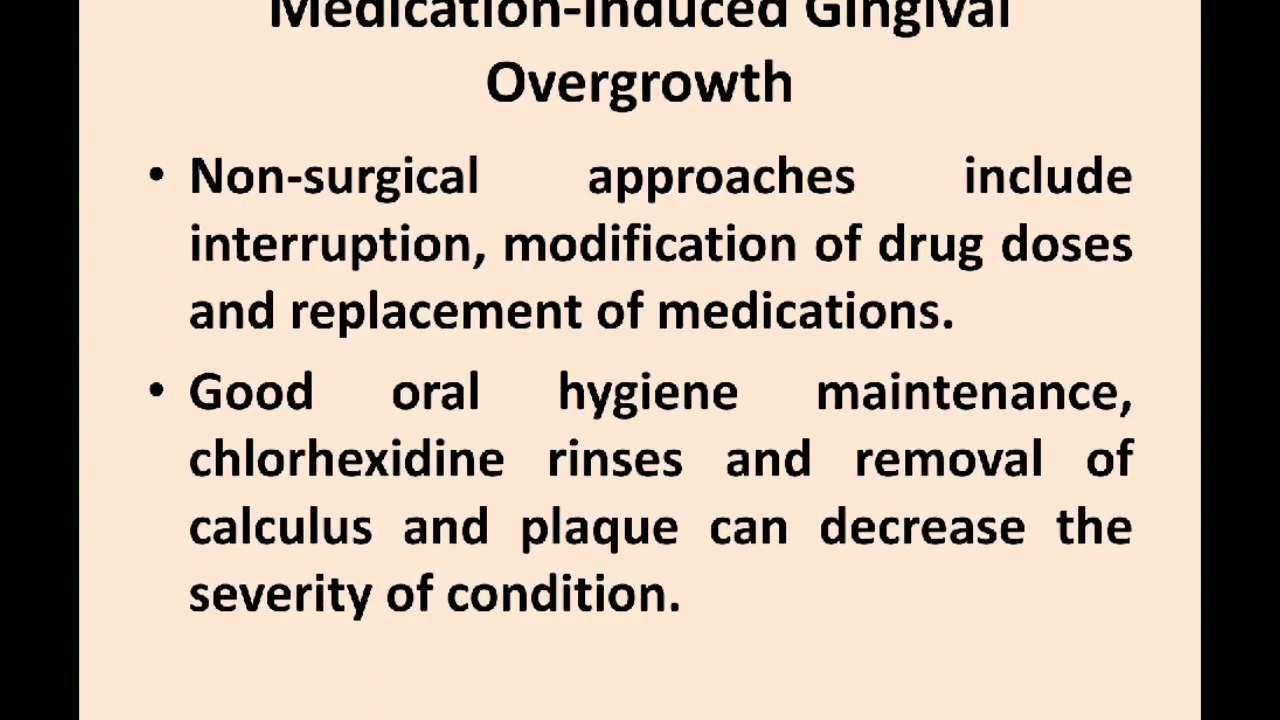 Medication-Induced Gingival
Overgrowth
• Non-surgical approaches include
interruption, modification of drug doses
and replacement of medications.
• Good oral hygiene maintenance,
chlorhexidine rinses and removal of
calculus and plaque can decrease the
severity of condition.